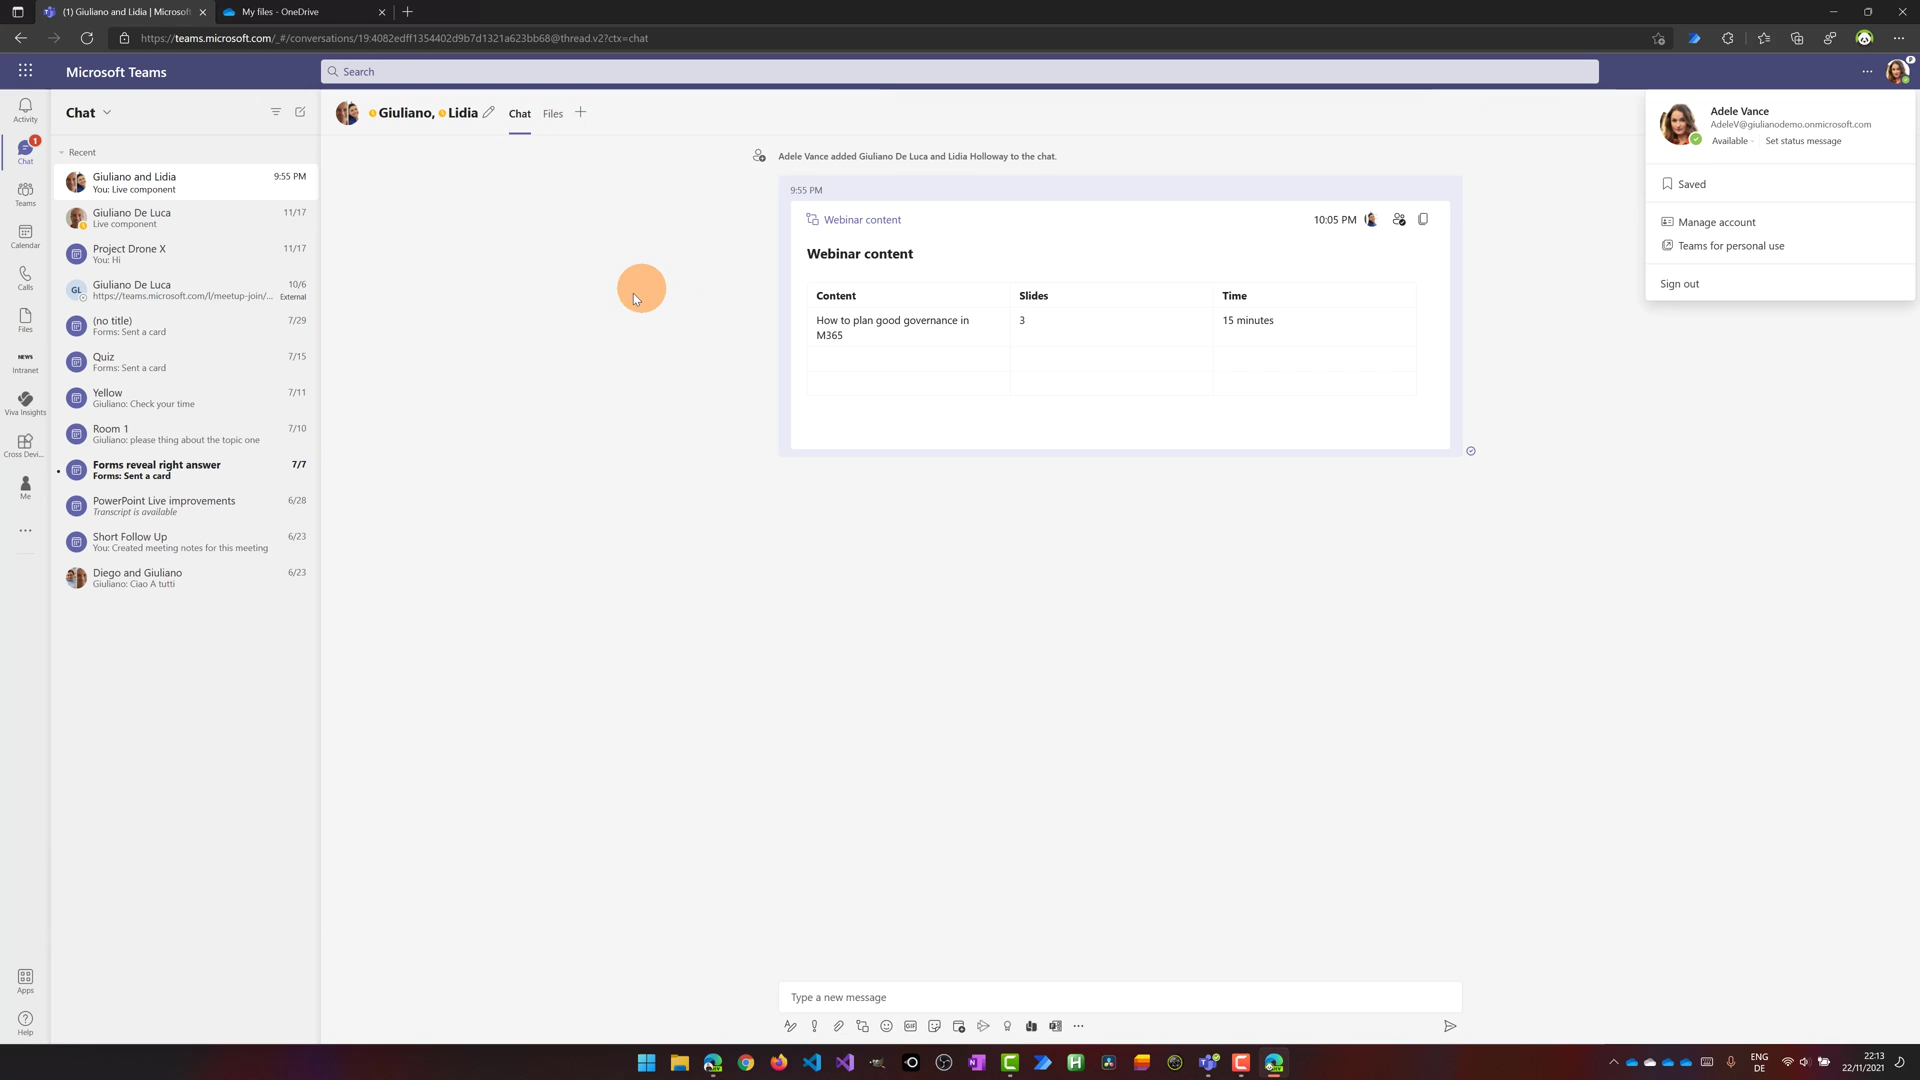 (1) Giuliano and Lidia | Microsoft
My files - OneDrive
https://teams.microsoft.com/_#/conversations/19:4082edff1354402d9b7d1321a623bb68@thread.v2?ctx=chat
Microsoft Teams
Search
Activity
1
Chat
Teams
Calendar
Calls
Files
NEWS
Intranet
Viva Insights
Cross Devi...
Me
Apps
Help
Chat
Recent
Giuliano and Lidia 9:55 PM
You: Live component
Giuliano De Luca 11/17
Live component
Project Drone X 11/17
You: Hi
GL
Giuliano De Luca 10/6
https://teams.microsoft.com/l/meetup-join/... External
(no title) 7/29
Forms: Sent a card
Quiz 7/15
Forms: Sent a card
Yellow 7/11
Giuliano: Check your time
Room 1 7/10
Giuliano: please thing about the topic one
Forms reveal right answer 7/7
Forms: Sent a card
PowerPoint Live improvements 6/28
Transcript is available
Short Follow Up 6/23
You: Created meeting notes for this meeting
Diego and Giuliano 6/23
Giuliano: Ciao A tutti
Giuliano, Lidia Chat Files
Adele Vance added Giuliano De Luca and Lidia Holloway to the chat.
9:55 PM
Webinar content 10:05 PM
Webinar content
Content Slides Time
How to plan good governance in M365 3 15 minutes
Type a new message
GIF
P
Adele Vance
AdeleV@giulianodemo.onmicrosoft.com
Available Set status message
Saved
Manage account
Teams for personal use
Sign out
ENG
DE
22:13
22/11/2021